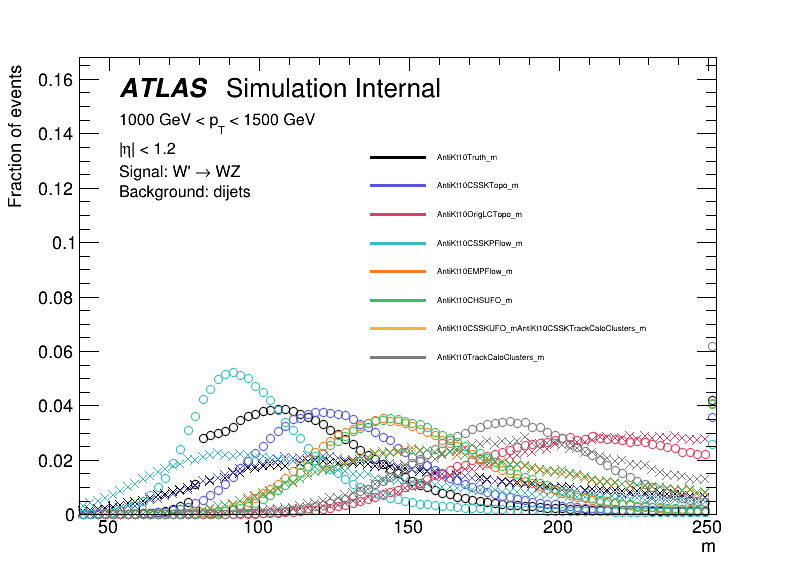 ATLAS Simulation Internal
1000 GeV < pT < 1500 GeV
|η| < 1.2
Signal: W' → WZ
Background: dijets
AntiKt10Truth_m
AntiKt10CSSKTopo_m
AntiKt10OrigLCTopo_m
AntiKt10CSSKPFlow_m
AntiKt10EMPFlow_m
AntiKt10CHSUFO_m
AntiKt10CSSKUFO_mAntiKt10CSSKTrackCaloClusters_m
AntiKt10TrackCaloClusters_m
Fraction of events
0.16
0.14
0.12
0.1
0.08
0.06
0.04
0.02
0
50 100 150 200 250
m